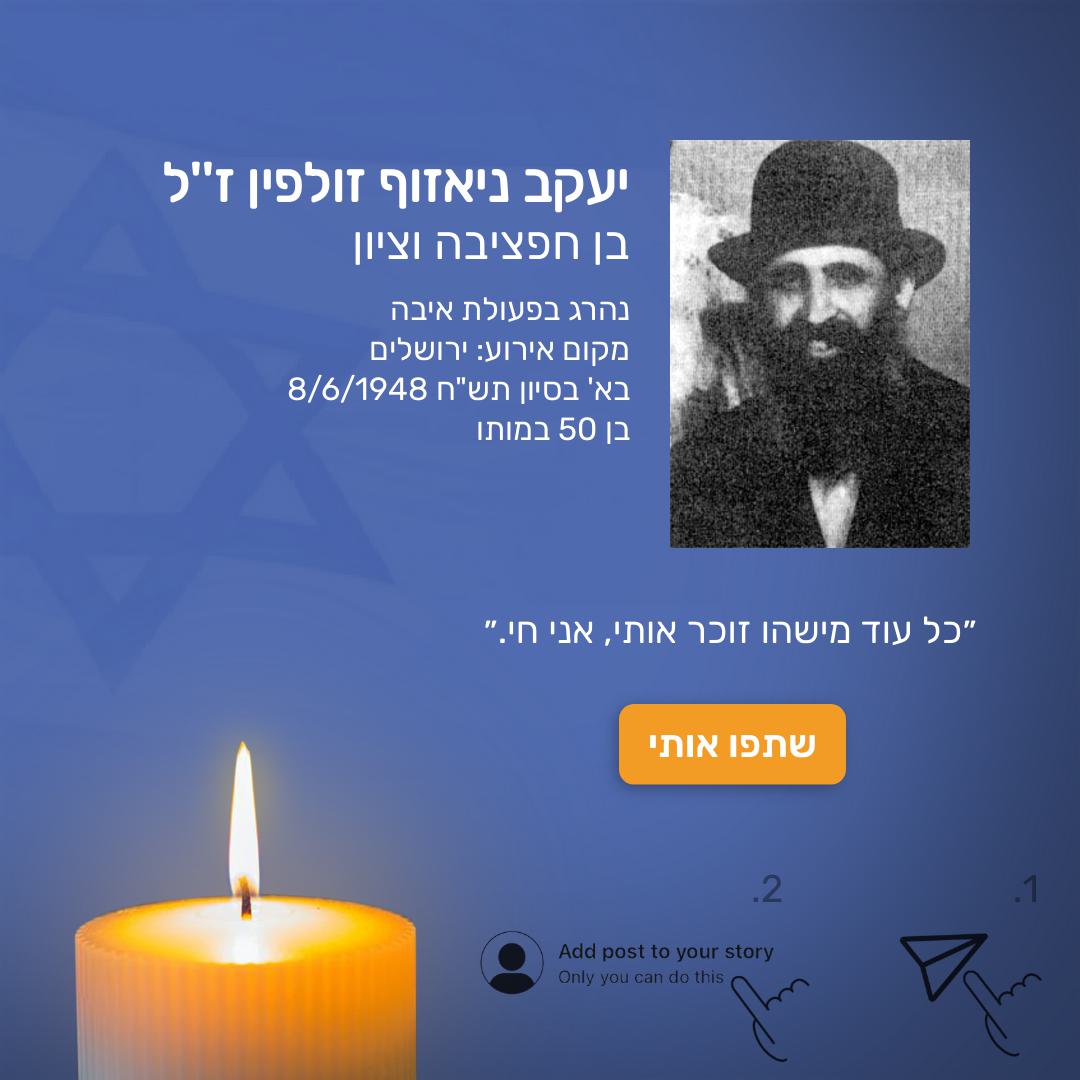 יעקב ניאזוף זולפין ז"ל
בן חפציבה וציון
נהרג בפעולת איבה
מקום אירוע: ירושלים
בא' בסיון תש"ח 8/6/1948
בן 50 במותו
״כל עוד מישהו זוכר אותי, אני חי.״
שתפו אותי
.1
.2
Add post to your story
Only you can do this